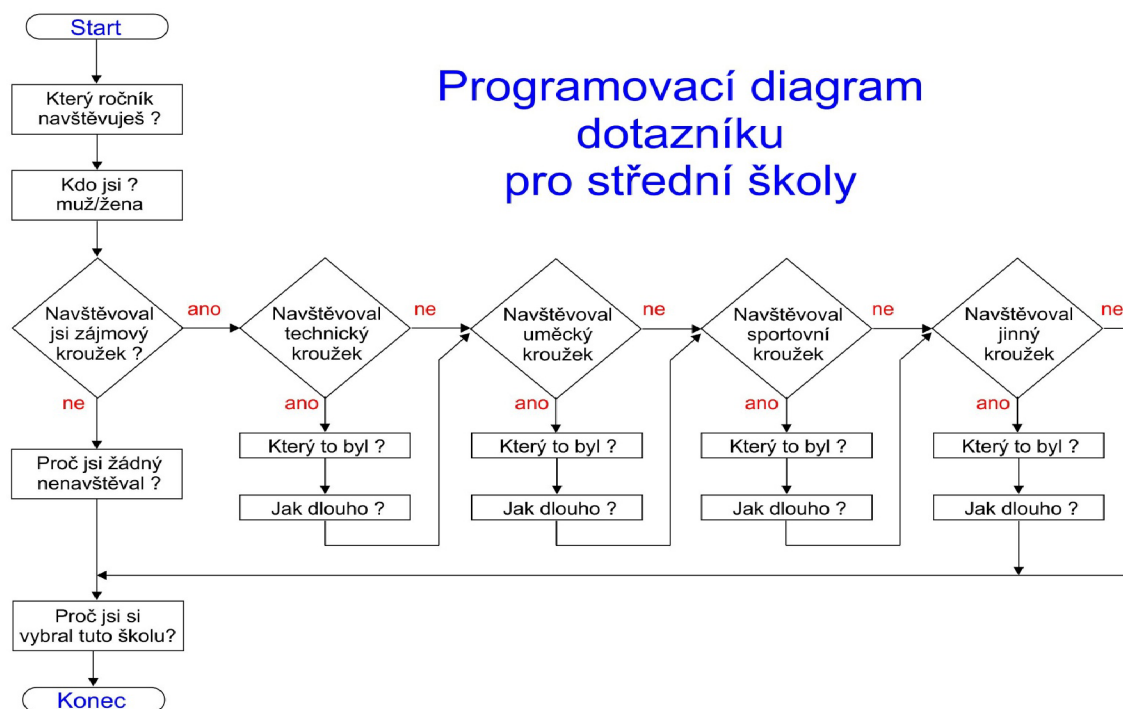 Start
Programovací diagram
dotazníku
pro střední školy
Který ročník
navštěvuješ ?
Kdo jsi ?
muž/žena
Navštěvoval
jsi zájmový
kroužek ?
ano
ne
Navštěvoval
technický
kroužek
ne
ano
Navštěvoval
uměcký
kroužek
ne
ano
Navštěvoval
sportovní
kroužek
ne
ano
Navštěvoval
jinný
kroužek
ne
ano
Proč jsi žádný
nenavštěval ?
Který to byl ?
Jak dlouho ?
Který to byl ?
Jak dlouho ?
Který to byl ?
Jak dlouho ?
Který to byl ?
Jak dlouho ?
Proč jsi si
vybral tuto školu?
Konec